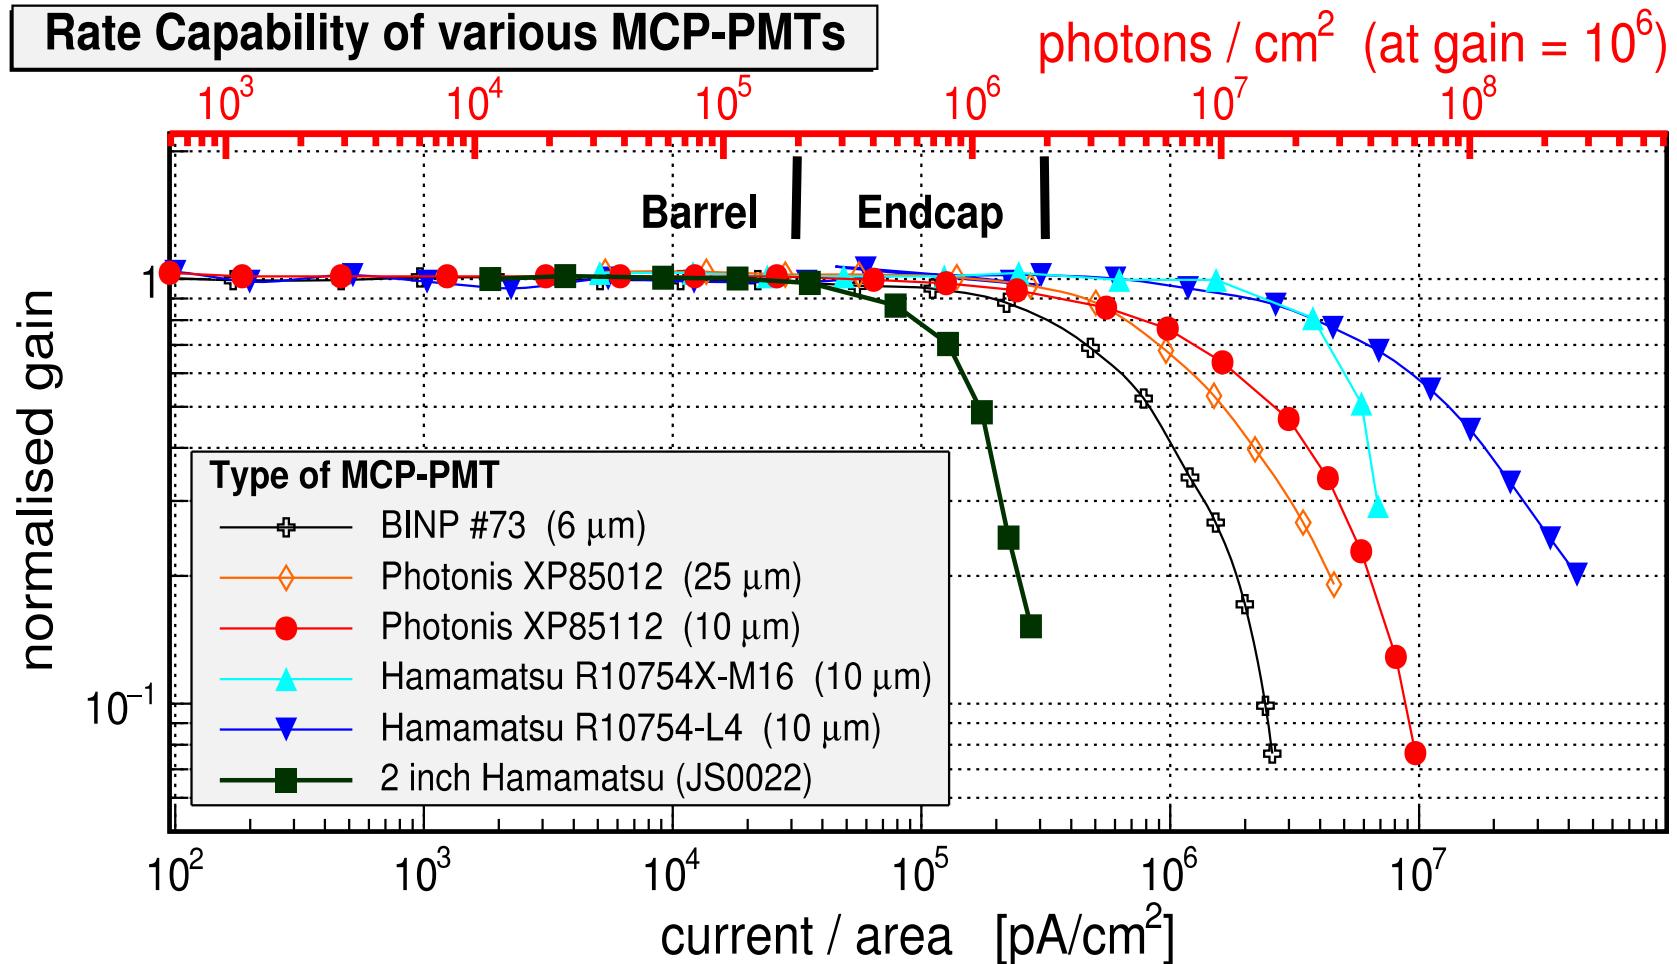 Rate Capability of various MCP-PMTs
photons / cm² (at gain = 10⁶)
10³ 10⁴ 10⁵ 10⁶ 10⁷ 10⁸
Barrel Endcap
1
10⁻¹
normalised gain
Type of MCP-PMT
BINP #73 (6 μm)
Photonis XP85012 (25 μm)
Photonis XP85112 (10 μm)
Hamamatsu R10754X-M16 (10 μm)
Hamamatsu R10754-L4 (10 μm)
2 inch Hamamatsu (JS0022)
10² 10³ 10⁴ 10⁵ 10⁶ 10⁷
current / area [pA/cm²]